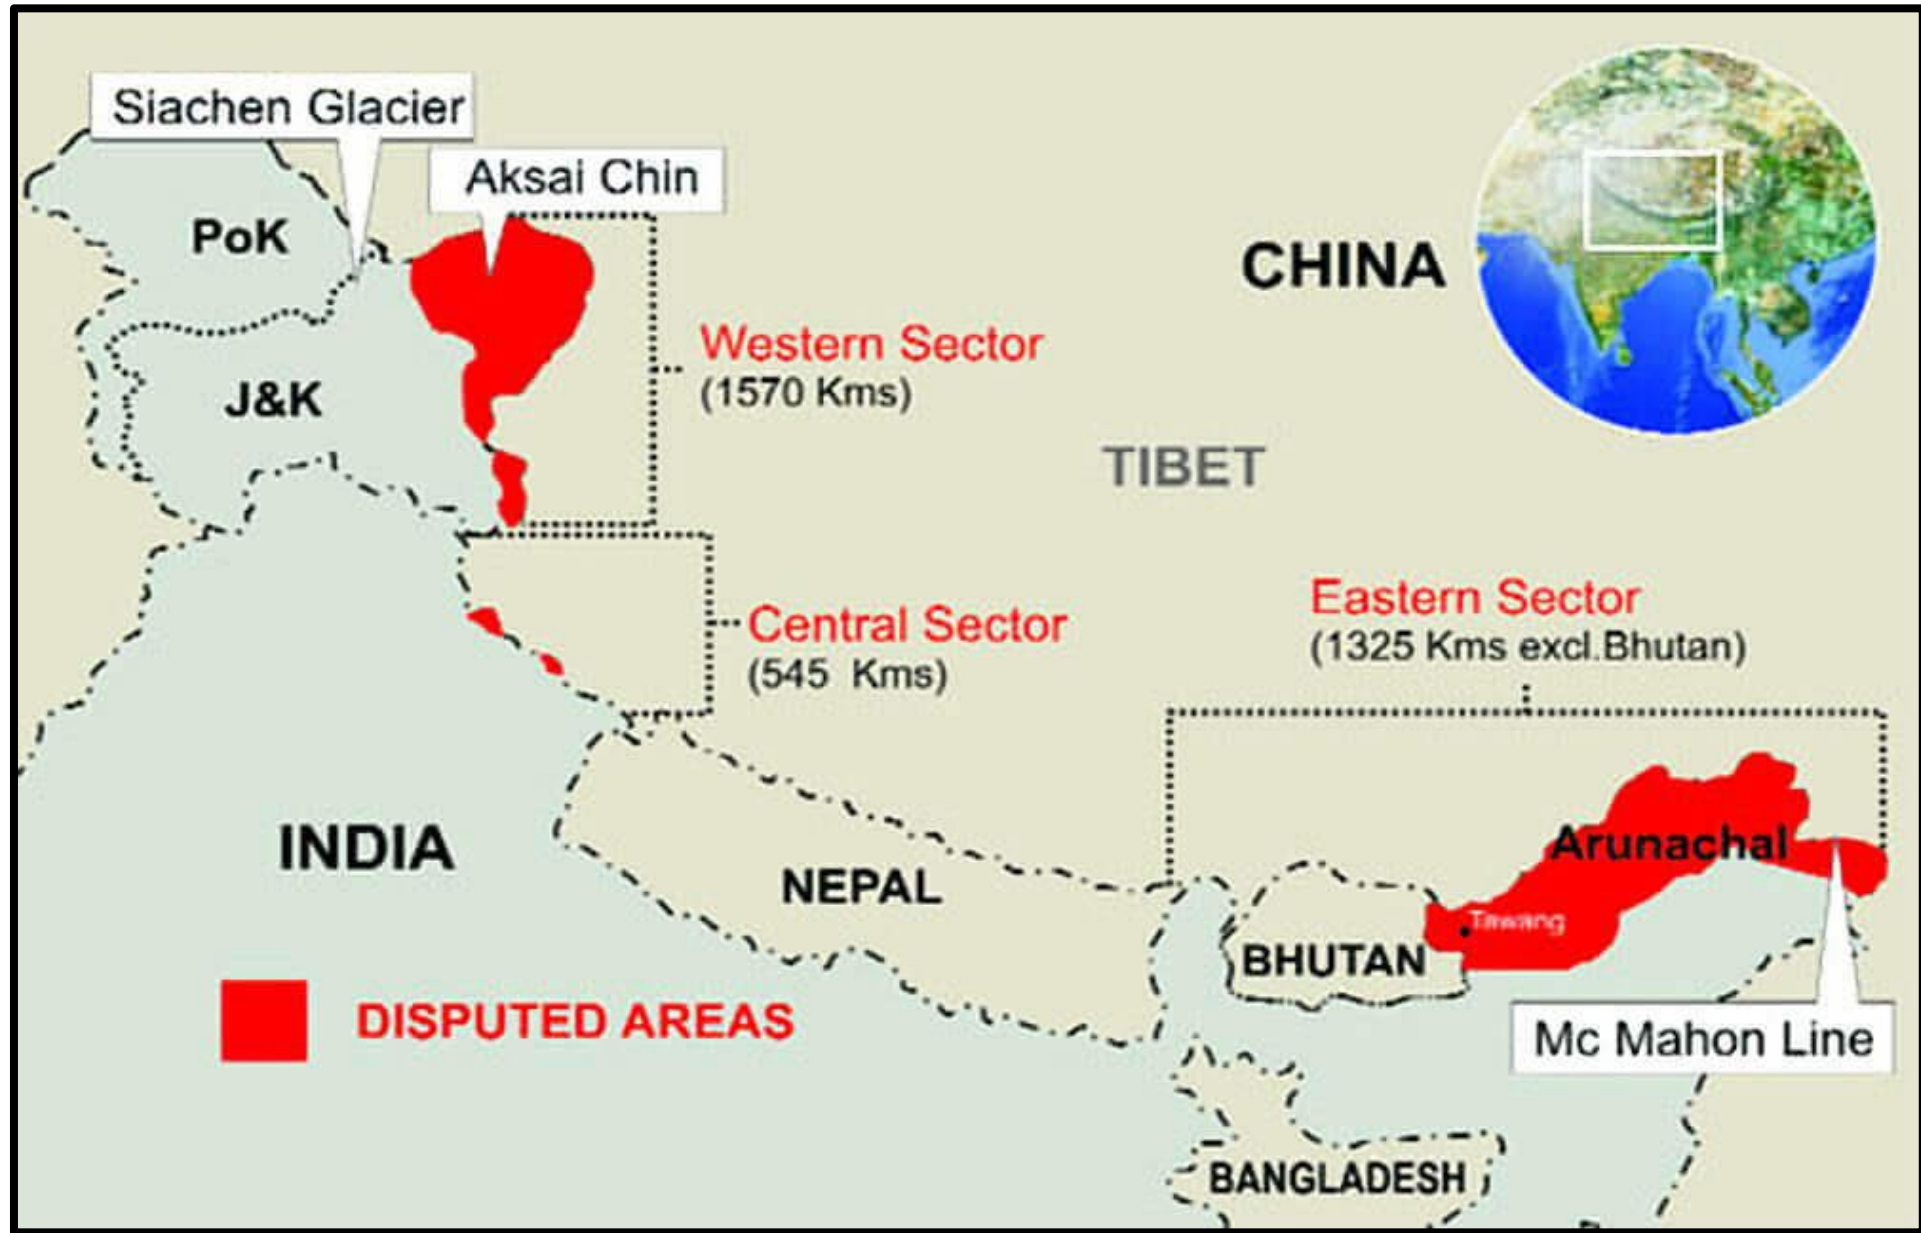 Siachen Glacier
Aksai Chin
PoK
CHINA
Western Sector
(1570 Kms)
J&K
TIBET
Eastern Sector
(1325 Kms excl.Bhutan)
Central Sector
(545 Kms)
INDIA
Arunachal
NEPAL
Tawang
BHUTAN
DISPUTED AREAS
Mc Mahon Line
BANGLADESH